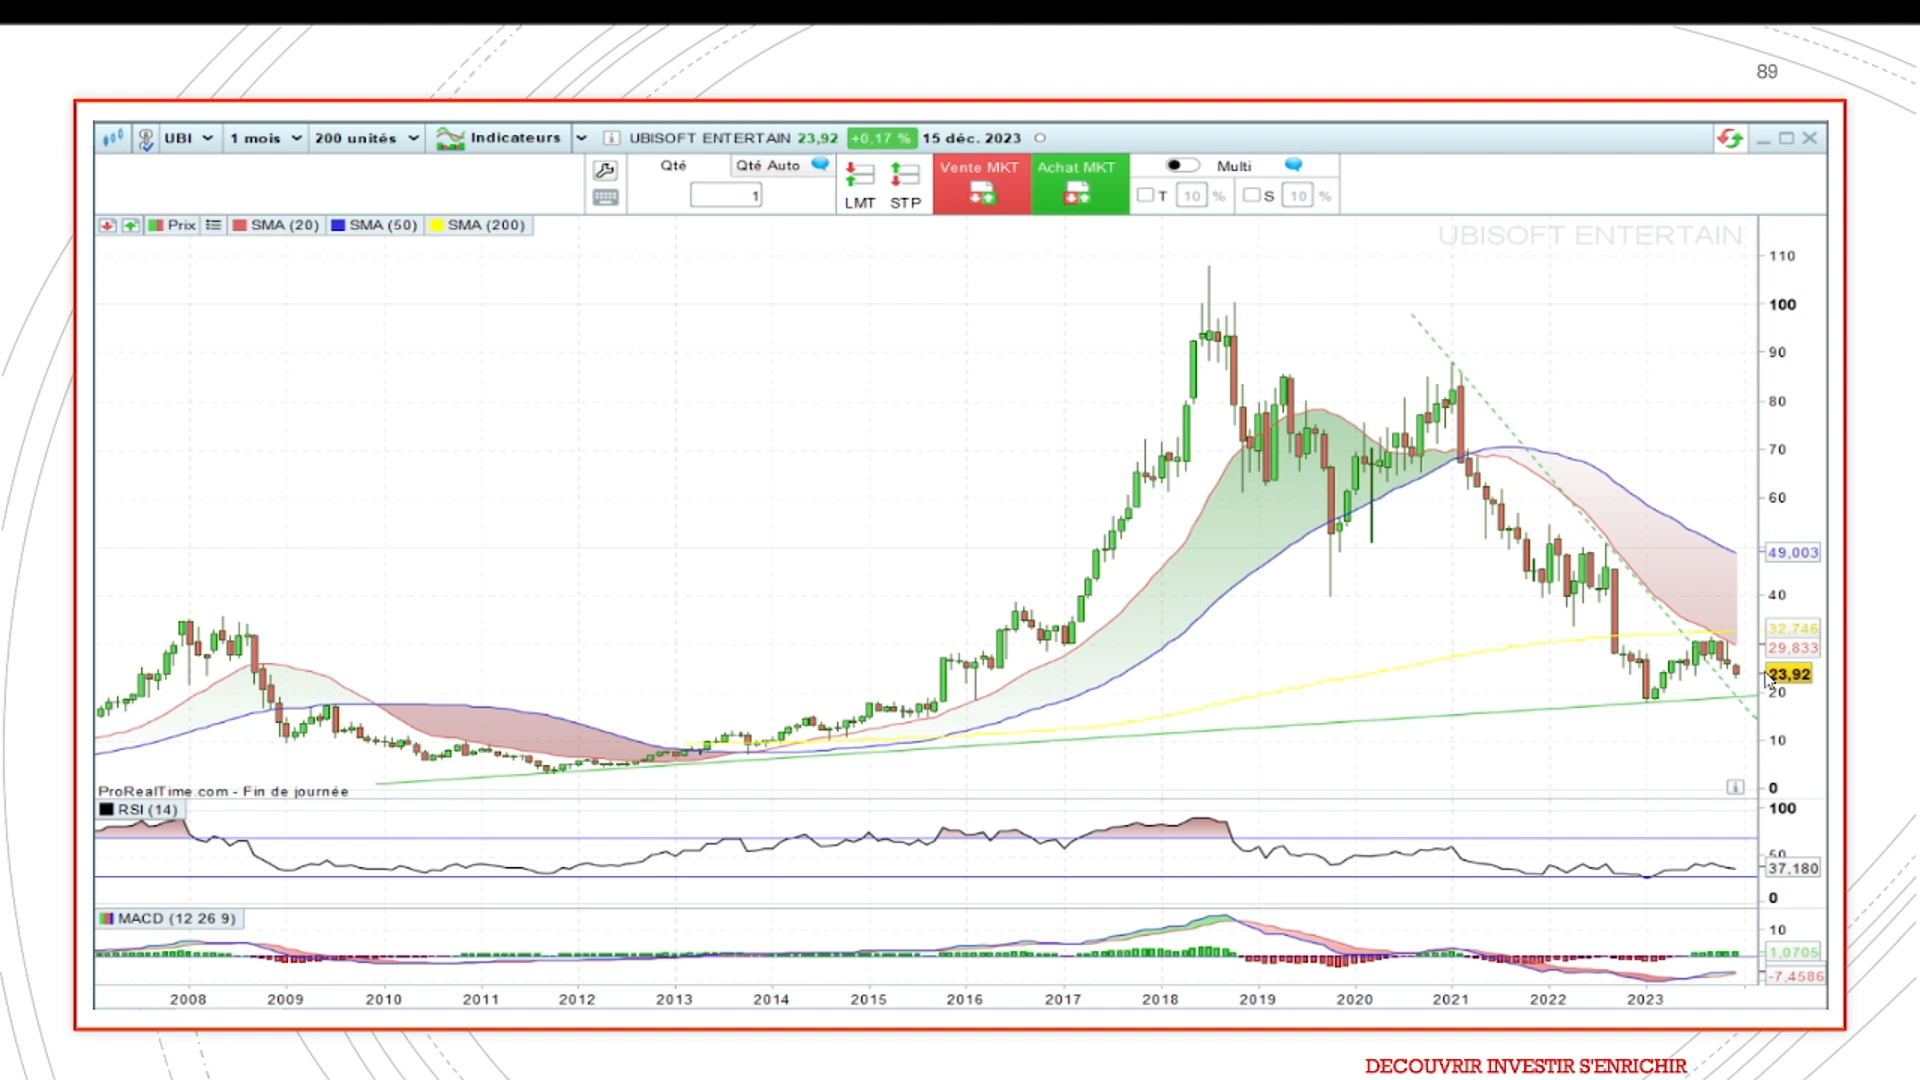 89
UBI 1 mois 200 unités Indicateurs UBISOFT ENTERTAIN 23,92 +0,17 % 15 déc. 2023
Qté Qté Auto Vente MKT Achat MKT Multi
1 LMT STP T 10 % S 10 %
Prix SMA (20) SMA (50) SMA (200)
UBISOFT ENTERTAIN
110
100
90
80
70
60
49,003
40
32,746
29,833
23,92
20
10
0
ProRealTime.com - Fin de journée
RSI (14)
100
50
37,180
0
MACD (12 26 9)
10
1,0705
-7,4586
2008 2009 2010 2011 2012 2013 2014 2015 2016 2017 2018 2019 2020 2021 2022 2023
DECOUVRIR INVESTIR S'ENRICHIR